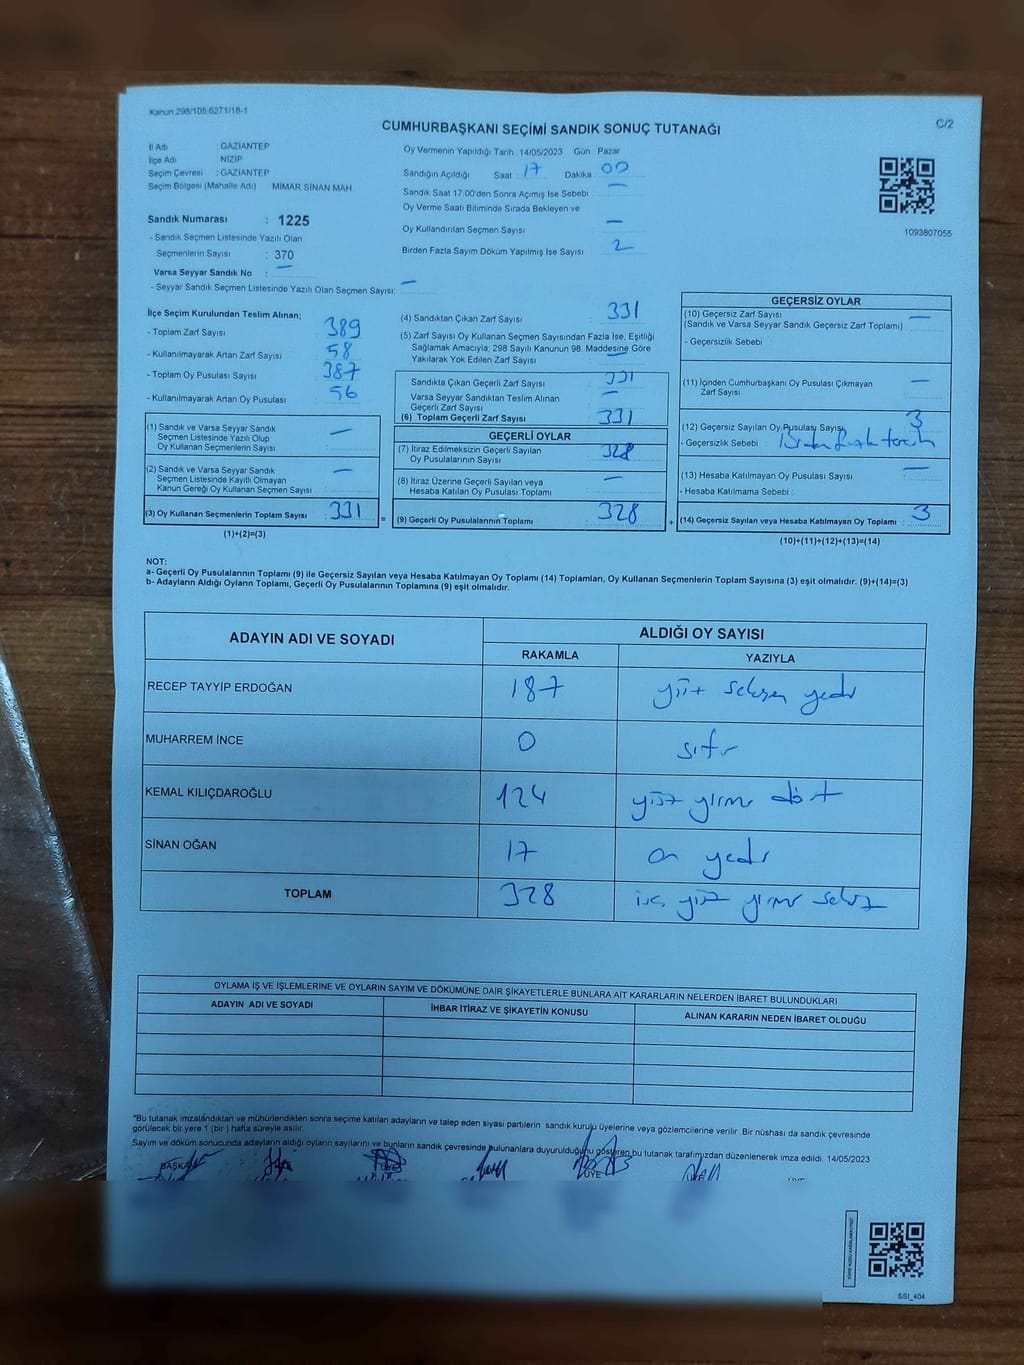 Kanun 298/105;6271/18-1
CUMHURBAŞKANI SEÇİMİ SANDIK SONUÇ TUTANAĞI
C/2
İl Adı : GAZİANTEP
İlçe Adı NİZİP
Seçim Çevresi : GAZİANTEP
Seçim Bölgesi (Mahalle Adı) MİMAR SİNAN MAH.
Oy Vermenin Yapıldığı Tarih : 14/05/2023 Gün : Pazar
Sandığın Açıldığı Saat : 17 Dakika : 00
Sandık Saat 17.00'den Sonra Açılmış İse Sebebi : —
Oy Verme Saati Bitiminde Sırada Bekleyen ve
Oy Kullandırılan Seçmen Sayısı —
Birden Fazla Sayım Döküm Yapılmış İse Sayısı : 2
1093807055
Sandık Numarası : 1225
- Sandık Seçmen Listesinde Yazılı Olan
Seçmenlerin Sayısı : 370
Varsa Seyyar Sandık No : —
- Seyyar Sandık Seçmen Listesinde Yazılı Olan Seçmen Sayısı: —
İlçe Seçim Kurulundan Teslim Alınan;
- Toplam Zarf Sayısı : 389
- Kullanılmayarak Artan Zarf Sayısı : 58
- Toplam Oy Pusulası Sayısı : 387
- Kullanılmayarak Artan Oy Pusulası : 56
(1) Sandık ve Varsa Seyyar Sandık
Seçmen Listesinde Yazılı Olup
Oy Kullanan Seçmenlerin Sayısı : —
(2) Sandık ve Varsa Seyyar Sandık
Seçmen Listesinde Kayıtlı Olmayan
Kanun Gereği Oy Kullanan Seçmen Sayısı : —
(3) Oy Kullanan Seçmenlerin Toplam Sayısı : 331
(1)+(2)=(3)
(4) Sandıktan Çıkan Zarf Sayısı : 331
(5) Zarf Sayısı Oy Kullanan Seçmen Sayısından Fazla İse, Eşitliği
Sağlamak Amacıyla, 298 Sayılı Kanunun 98. Maddesine Göre
Yakılarak Yok Edilen Zarf Sayısı : —
Sandıkta Çıkan Geçerli Zarf Sayısı : 331
Varsa Seyyar Sandıktan Teslim Alınan
Geçerli Zarf Sayısı : —
(6) Toplam Geçerli Zarf Sayısı : 331
GEÇERLİ OYLAR
(7) İtiraz Edilmeksizin Geçerli Sayılan
Oy Pusulalarının Sayısı : 328
(8) İtiraz Üzerine Geçerli Sayılan veya
Hesaba Katılan Oy Pusulası Toplamı : —
= (9) Geçerli Oy Pusulalarının Toplamı : 328
GEÇERSİZ OYLAR
(10) Geçersiz Zarf Sayısı
(Sandık ve Varsa Seyyar Sandık Geçersiz Zarf Toplamı) : —
- Geçersizlik Sebebi :
(11) İçinden Cumhurbaşkanı Oy Pusulası Çıkmayan
Zarf Sayısı : —
(12) Geçersiz Sayılan Oy Pusulası Sayısı : 3
- Geçersizlik Sebebi :
(13) Hesaba Katılmayan Oy Pusulası Sayısı : —
- Hesaba Katılmama Sebebi :
+ (14) Geçersiz Sayılan veya Hesaba Katılmayan Oy Toplamı : 3
(10)+(11)+(12)+(13)=(14)
NOT:
a- Geçerli Oy Pusulalarının Toplamı (9) ile Geçersiz Sayılan veya Hesaba Katılmayan Oy Toplamı (14) Toplamları, Oy Kullanan Seçmenlerin Toplam Sayısına (3) eşit olmalıdır. (9)+(14)=(3)
b- Adayların Aldığı Oyların Toplamı, Geçerli Oy Pusulalarının Toplamına (9) eşit olmalıdır.
ADAYIN ADI VE SOYADI ALDIĞI OY SAYISI
RAKAMLA YAZIYLA
RECEP TAYYİP ERDOĞAN 187 yüz seksen yedi
MUHARREM İNCE 0 sıfır
KEMAL KILIÇDAROĞLU 124 yüz yirmi dört
SİNAN OĞAN 17 on yedi
TOPLAM 328 üç yüz yirmi sekiz
OYLAMA İŞ VE İŞLEMLERİNE VE OYLARIN SAYIM VE DÖKÜMÜNE DAİR ŞİKAYETLERLE BUNLARA AİT KARARLARIN NELERDEN İBARET BULUNDUKLARI
ADAYIN ADI VE SOYADI İHBAR İTİRAZ VE ŞİKAYETİN KONUSU ALINAN KARARIN NEDEN İBARET OLDUĞU
*Bu tutanak imzalandıktan ve mühürlendikten sonra seçime katılan adayların ve talep eden siyasi partilerin sandık kurulu üyelerine veya gözlemcilerine verilir. Bir nüshası da sandık çevresinde
görülecek bir yere 1 (bir) hafta süreyle asılır.
Sayım ve döküm sonucunda adayların aldığı oyların sayılarını ve bunların sandık çevresinde bulunanlara duyurulduğunu gösteren bu tutanak tarafımızdan düzenlenerek imza edildi. 14/05/2023
BAŞKAN ÜYE ÜYE ÜYE
SSI_404